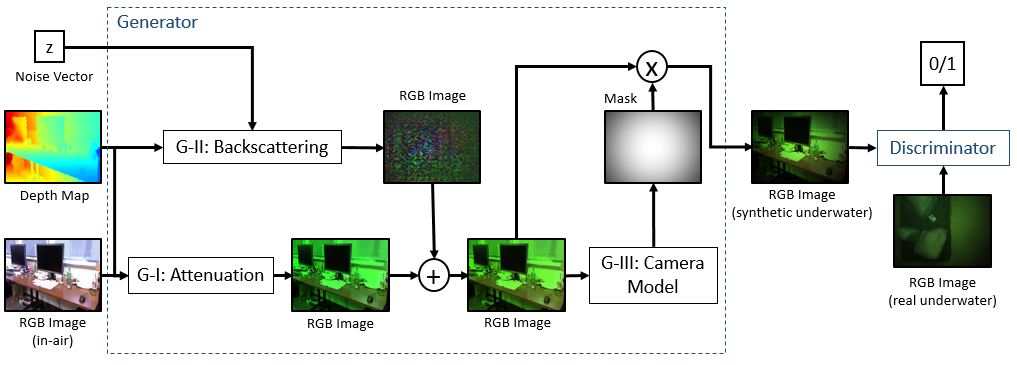 Generator
z
Noise Vector
0/1
X
RGB Image
Mask
G-II: Backscattering
Discriminator
Depth Map
RGB Image
(synthetic underwater)
G-I: Attenuation
+
G-III: Camera
Model
RGB Image
(real underwater)
RGB Image
(in-air)
RGB Image
RGB Image